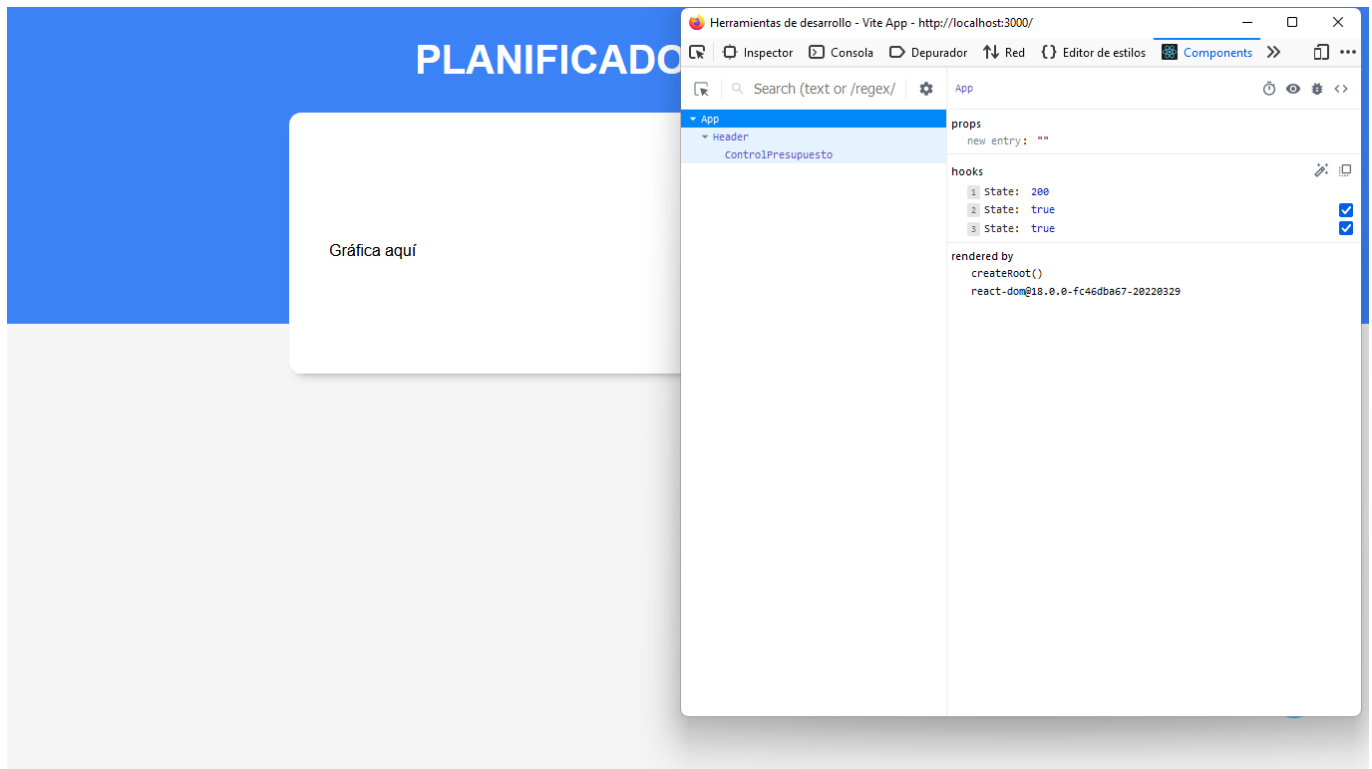 PLANIFICADO
Gráfica aquí
Herramientas de desarrollo - Vite App - http://localhost:3000/
Inspector Consola Depurador Red Editor de estilos Components
Search (text or /regex/
App
Header
ControlPresupuesto
App
props
new entry: ""
hooks
1 State: 200
2 State: true
3 State: true
rendered by
createRoot()
react-dom@18.0.0-fc46dba67-20220329